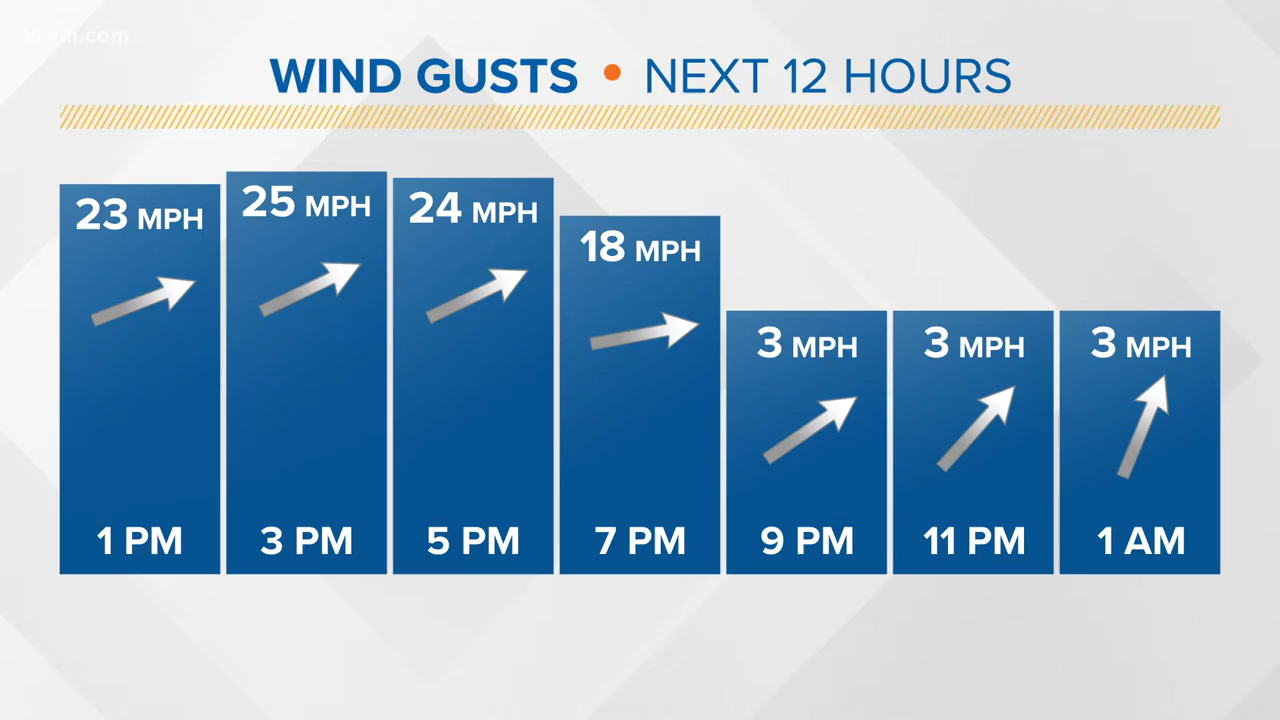 WIND GUSTS • NEXT 12 HOURS
23 MPH
25 MPH
24 MPH
18 MPH
3 MPH
3 MPH
3 MPH
1 PM
3 PM
5 PM
7 PM
9 PM
11 PM
1 AM